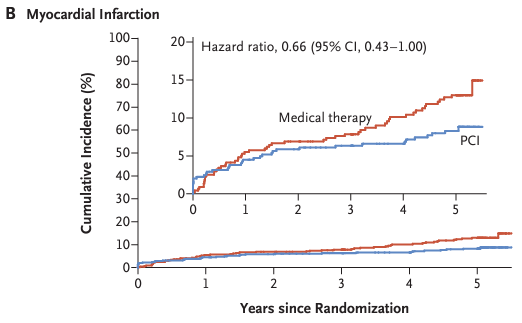 B Myocardial Infarction
Cumulative Incidence (%)
100
90
80
70
60
50
40
30
20
10
0
20
15
10
5
0
Hazard ratio, 0.66 (95% CI, 0.43–1.00)
Medical therapy
PCI
0 1 2 3 4 5
0 1 2 3 4 5
Years since Randomization